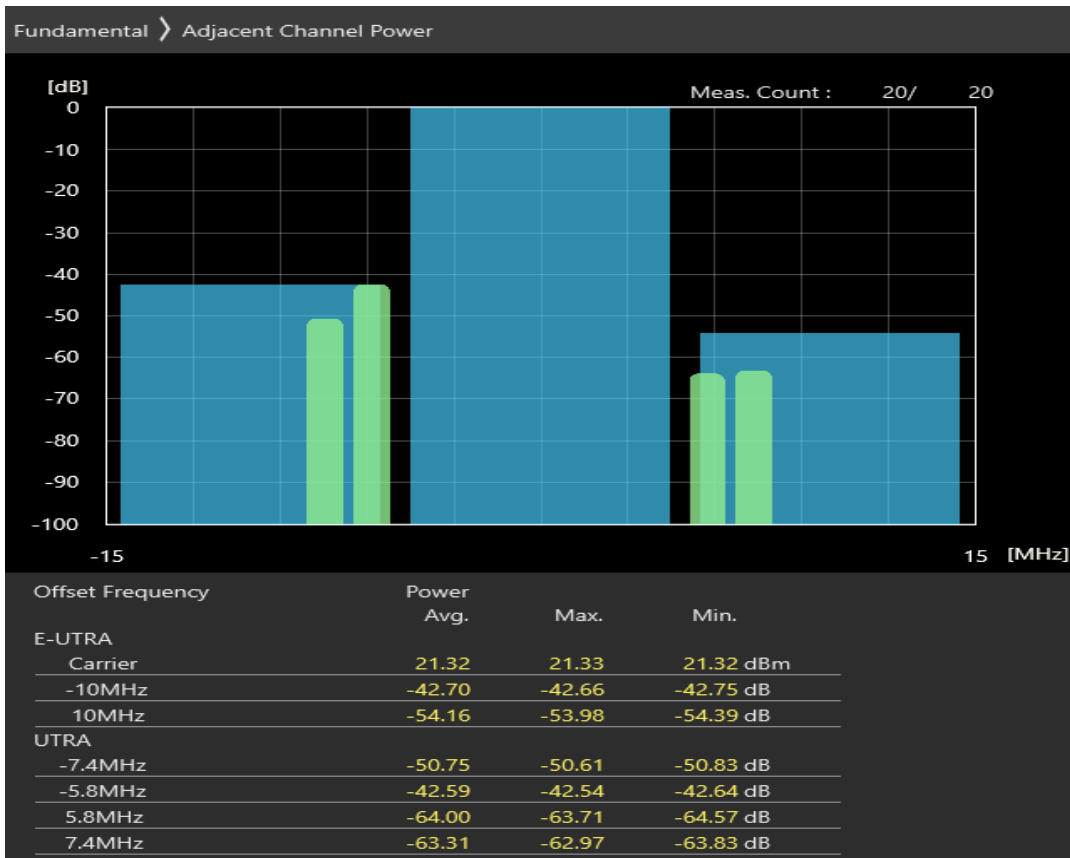 Fundamental 〉 Adjacent Channel Power
[dB]
Meas. Count : 20/ 20
0
-10
-20
-30
-40
-50
-60
-70
-80
-90
-100
-15 15 [MHz]
Offset Frequency Power
Avg. Max. Min.
E-UTRA
Carrier 21.32 21.33 21.32 dBm
-10MHz -42.70 -42.66 -42.75 dB
10MHz -54.16 -53.98 -54.39 dB
UTRA
-7.4MHz -50.75 -50.61 -50.83 dB
-5.8MHz -42.59 -42.54 -42.64 dB
5.8MHz -64.00 -63.71 -64.57 dB
7.4MHz -63.31 -62.97 -63.83 dB